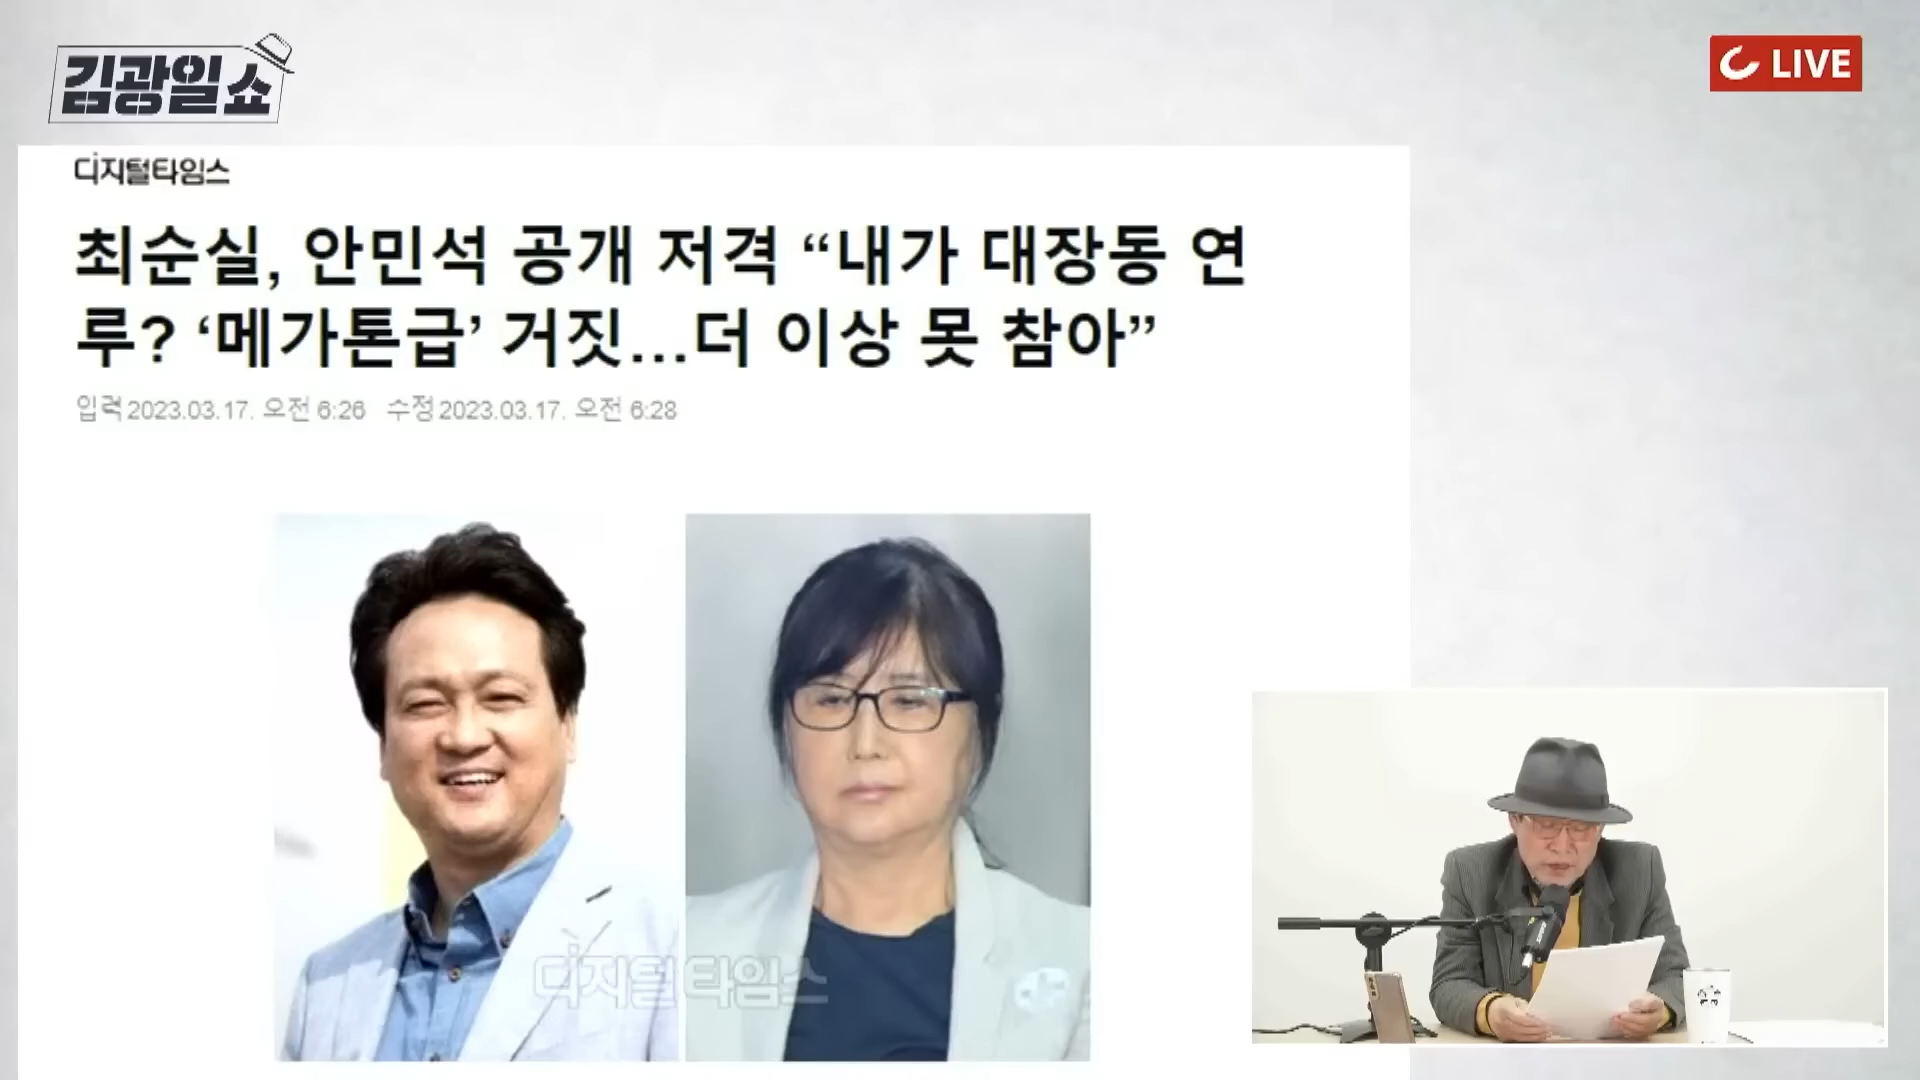 김광일쇼
LIVE
디지털타임스
최순실, 안민석 공개 저격 “내가 대장동 연
루? ‘메가톤급’ 거짓…더 이상 못 참아”
입력 2023.03.17. 오전 6:26 수정 2023.03.17. 오전 6:28
디지털타임스